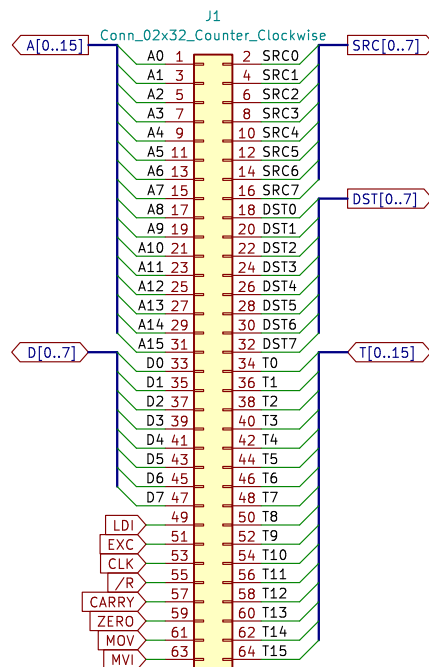 J1
Conn_02x32_Counter_Clockwise
A[0..15] SRC[0..7]
A0 1 2 SRC0
A1 3 4 SRC1
A2 5 6 SRC2
A3 7 8 SRC3
A4 9 10 SRC4
A5 11 12 SRC5
A6 13 14 SRC6
A7 15 16 SRC7
DST[0..7]
A8 17 18 DST0
A9 19 20 DST1
A10 21 22 DST2
A11 23 24 DST3
A12 25 26 DST4
A13 27 28 DST5
A14 29 30 DST6
A15 31 32 DST7
D[0..7] T[0..15]
D0 33 34 T0
D1 35 36 T1
D2 37 38 T2
D3 39 40 T3
D4 41 42 T4
D5 43 44 T5
D6 45 46 T6
D7 47 48 T7
LDI 49 50 T8
EXC 51 52 T9
CLK 53 54 T10
/R 55 56 T11
CARRY 57 58 T12
ZERO 59 60 T13
MOV 61 62 T14
MVI 63 64 T15